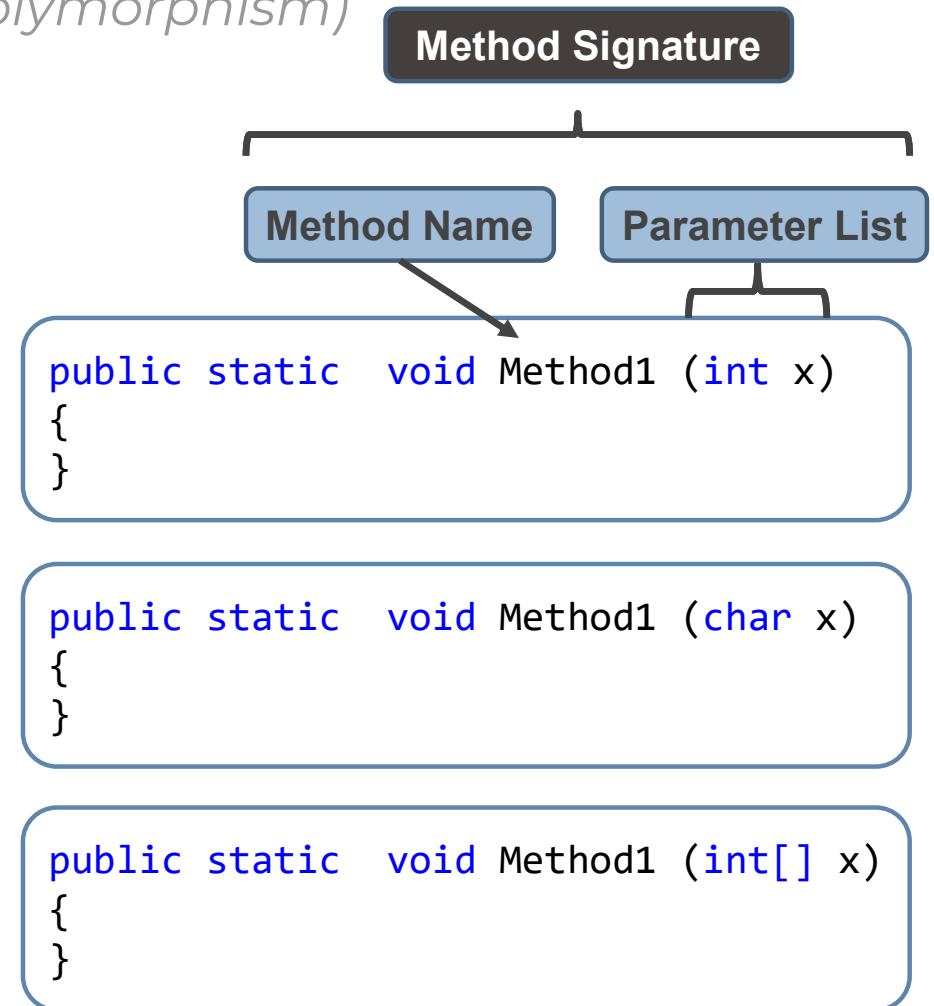 olymorphism)
Method Signature
Method Name Parameter List
public static  void Method1 (int x)
{
}
public static  void Method1 (char x)
{
}
public static  void Method1 (int[] x)
{
}